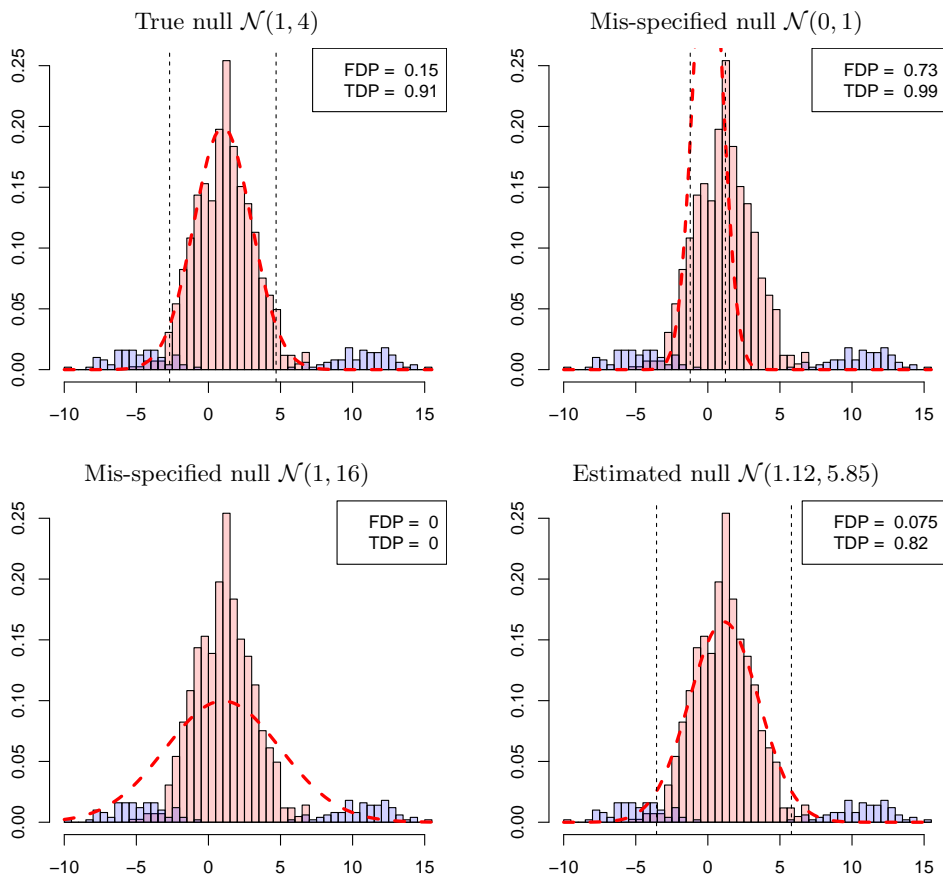 True null N(1, 4)
FDP = 0.15
TDP = 0.91
0.00 0.05 0.10 0.15 0.20 0.25
−10 −5 0 5 10 15
Mis-specified null N(0, 1)
FDP = 0.73
TDP = 0.99
0.00 0.05 0.10 0.15 0.20 0.25
−10 −5 0 5 10 15
Mis-specified null N(1, 16)
FDP = 0
TDP = 0
0.00 0.05 0.10 0.15 0.20 0.25
−10 −5 0 5 10 15
Estimated null N(1.12, 5.85)
FDP = 0.075
TDP = 0.82
0.00 0.05 0.10 0.15 0.20 0.25
−10 −5 0 5 10 15